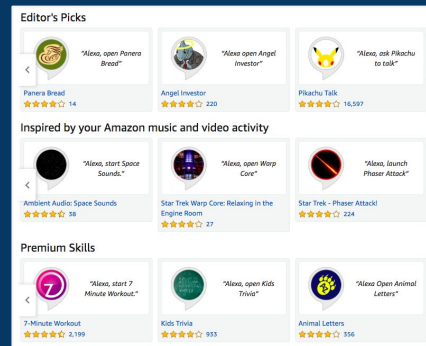 Editor's Picks
"Alexa, open Panera
Bread"
"Alexa open Angel
Investor"
"Alexa, ask Pikachu
to talk"
Panera Bread
14
Angel Investor
220
Pikachu Talk
16,597
Inspired by your Amazon music and video activity
"Alexa, start Space
Sounds."
"Alexa, open Warp
Core"
"Alexa, launch
Phaser Attack"
Ambient Audio: Space Sounds
38
Star Trek Warp Core: Relaxing in the
Engine Room
27
Star Trek - Phaser Attack!
224
Premium Skills
7
"Alexa, start 7
Minute Workout."
"Alexa, open Kids
Trivia"
"Alexa Open Animal
Letters"
7-Minute Workout
2,199
Kids Trivia
933
Animal Letters
356